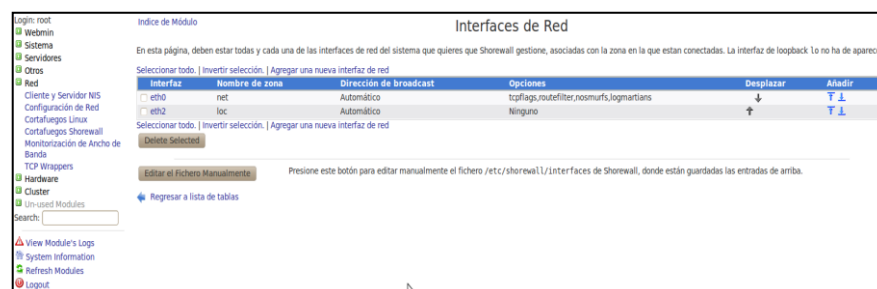 Login: root
Webmin
Sistema
Servidores
Otros
Red
Cliente y Servidor NIS
Configuración de Red
Cortafuegos Linux
Cortafuegos Shorewall
Monitorización de Ancho de
Banda
TCP Wrappers
Hardware
Cluster
Un-used Modules
Search:
View Module's Logs
System Information
Refresh Modules
Logout
Indice de Módulo
Interfaces de Red
En esta página, deben estar todas y cada una de las interfaces de red del sistema que quieres que Shorewall gestione, asociadas con la zona en la que estan conectadas. La interfaz de loopback lo no ha de aparec
Seleccionar todo. | Invertir selección. | Agregar una nueva interfaz de red
Interfaz Nombre de zona Dirección de broadcast Opciones Desplazar Añadir
eth0 net Automático tcpflags,routefilter,nosmurfs,logmartians
eth2 loc Automático Ninguno
Seleccionar todo. | Invertir selección. | Agregar una nueva interfaz de red
Delete Selected
Editar el Fichero Manualmente Presione este botón para editar manualmente el fichero /etc/shorewall/interfaces de Shorewall, donde están guardadas las entradas de arriba.
Regresar a lista de tablas